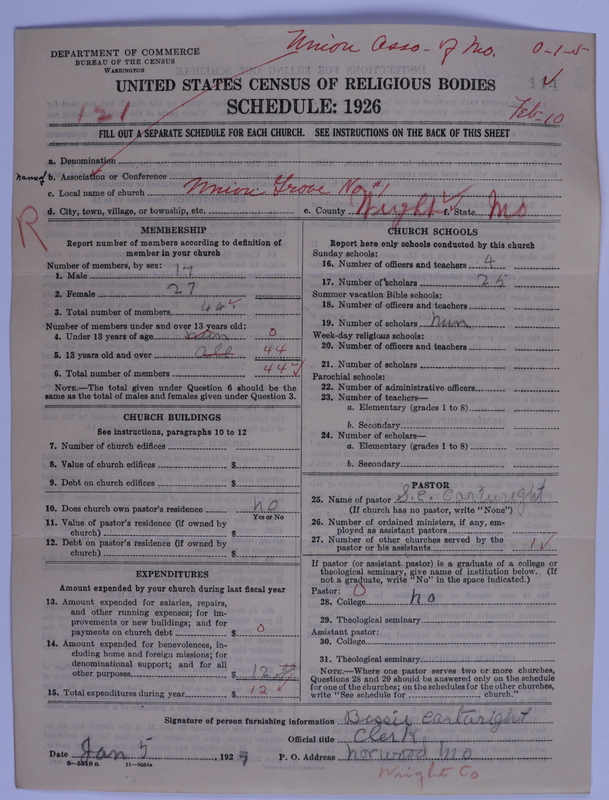 Union Asso- of Mo. 0-1-5
DEPARTMENT OF COMMERCE
BUREAU OF THE CENSUS
WASHINGTON
UNITED STATES CENSUS OF RELIGIOUS BODIES
SCHEDULE: 1926
121
Feb-10
FILL OUT A SEPARATE SCHEDULE FOR EACH CHURCH. SEE INSTRUCTIONS ON THE BACK OF THIS SHEET
a. Denomination
name of b. Association or Conference
c. Local name of church Union Grove No 1
d. City, town, village, or township, etc. e. County Wright f. State Mo
R
MEMBERSHIP
Report number of members according to definition of
member in your church
Number of members, by sex:
1. Male 17
2. Female 27
3. Total number of members 44
Number of members under and over 13 years old:
4. Under 13 years of age 0
5. 13 years old and over all 44
6. Total number of members 44
NOTE.—The total given under Question 6 should be
same as the total of males and females given under Question 3.
CHURCH BUILDINGS
See instructions, paragraphs 10 to 12
7. Number of church edifices
8. Value of church edifices $
9. Debt on church edifices $
10. Does church own pastor's residence no
Yes or No
11. Value of pastor's residence (if owned by
church) $
12. Debt on pastor's residence (if owned by
church) $
EXPENDITURES
Amount expended by your church during last fiscal year
13. Amount expended for salaries, repairs,
and other running expenses; for im-
provements or new buildings; and for
payments on church debt $ 0
14. Amount expended for benevolences, in-
cluding home and foreign missions; for
denominational support; and for all
other purposes $ 12
15. Total expenditures during year $ 12
CHURCH SCHOOLS
Report here only schools conducted by this church
Sunday schools:
16. Number of officers and teachers 4
17. Number of scholars 25
Summer vacation Bible schools:
18. Number of officers and teachers
19. Number of scholars nun
Week-day religious schools:
20. Number of officers and teachers
21. Number of scholars
Parochial schools:
22. Number of administrative officers
23. Number of teachers—
a. Elementary (grades 1 to 8)
b. Secondary
24. Number of scholars—
a. Elementary (grades 1 to 8)
b. Secondary
PASTOR
25. Name of pastor S.C. Cartwright
(If church has no pastor, write "None")
26. Number of ordained ministers, if any, em-
ployed as assistant pastors
27. Number of other churches served by the
pastor or his assistants 1
If pastor (or assistant pastor) is a graduate of a college or
theological seminary, give name of institution below. (If
not a graduate, write "No" in the space indicated.)
Pastor: 0
28. College no
29. Theological seminary
Assistant pastor:
30. College
31. Theological seminary
NOTE.—Where one pastor serves two or more churches,
Questions 28 and 29 should be answered only on the schedule
for one of the churches; on the schedules for the other churches,
write "See schedule for church."
Signature of person furnishing information Bessie Cartwright
Official title Clerk
Date Jan 5, 1927 P. O. Address norwood Mo
8-5518 a 11-9054a
Wright Co